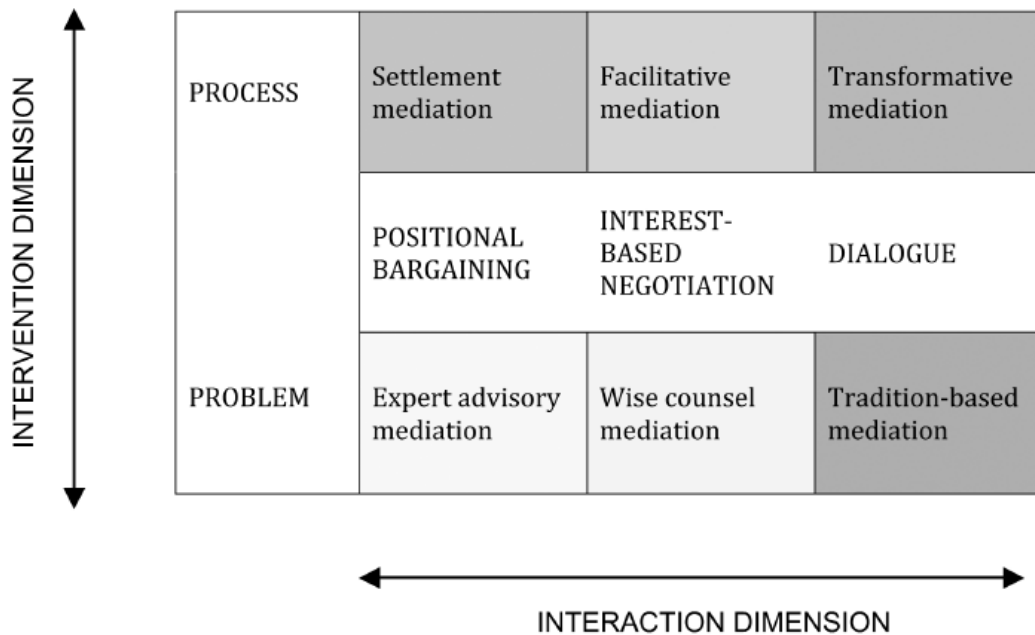 INTERVENTION DIMENSION
PROCESS
Settlement
mediation
Facilitative
mediation
Transformative
mediation
POSITIONAL
BARGAINING
INTEREST-
BASED
NEGOTIATION
DIALOGUE
PROBLEM
Expert advisory
mediation
Wise counsel
mediation
Tradition-based
mediation
INTERACTION DIMENSION